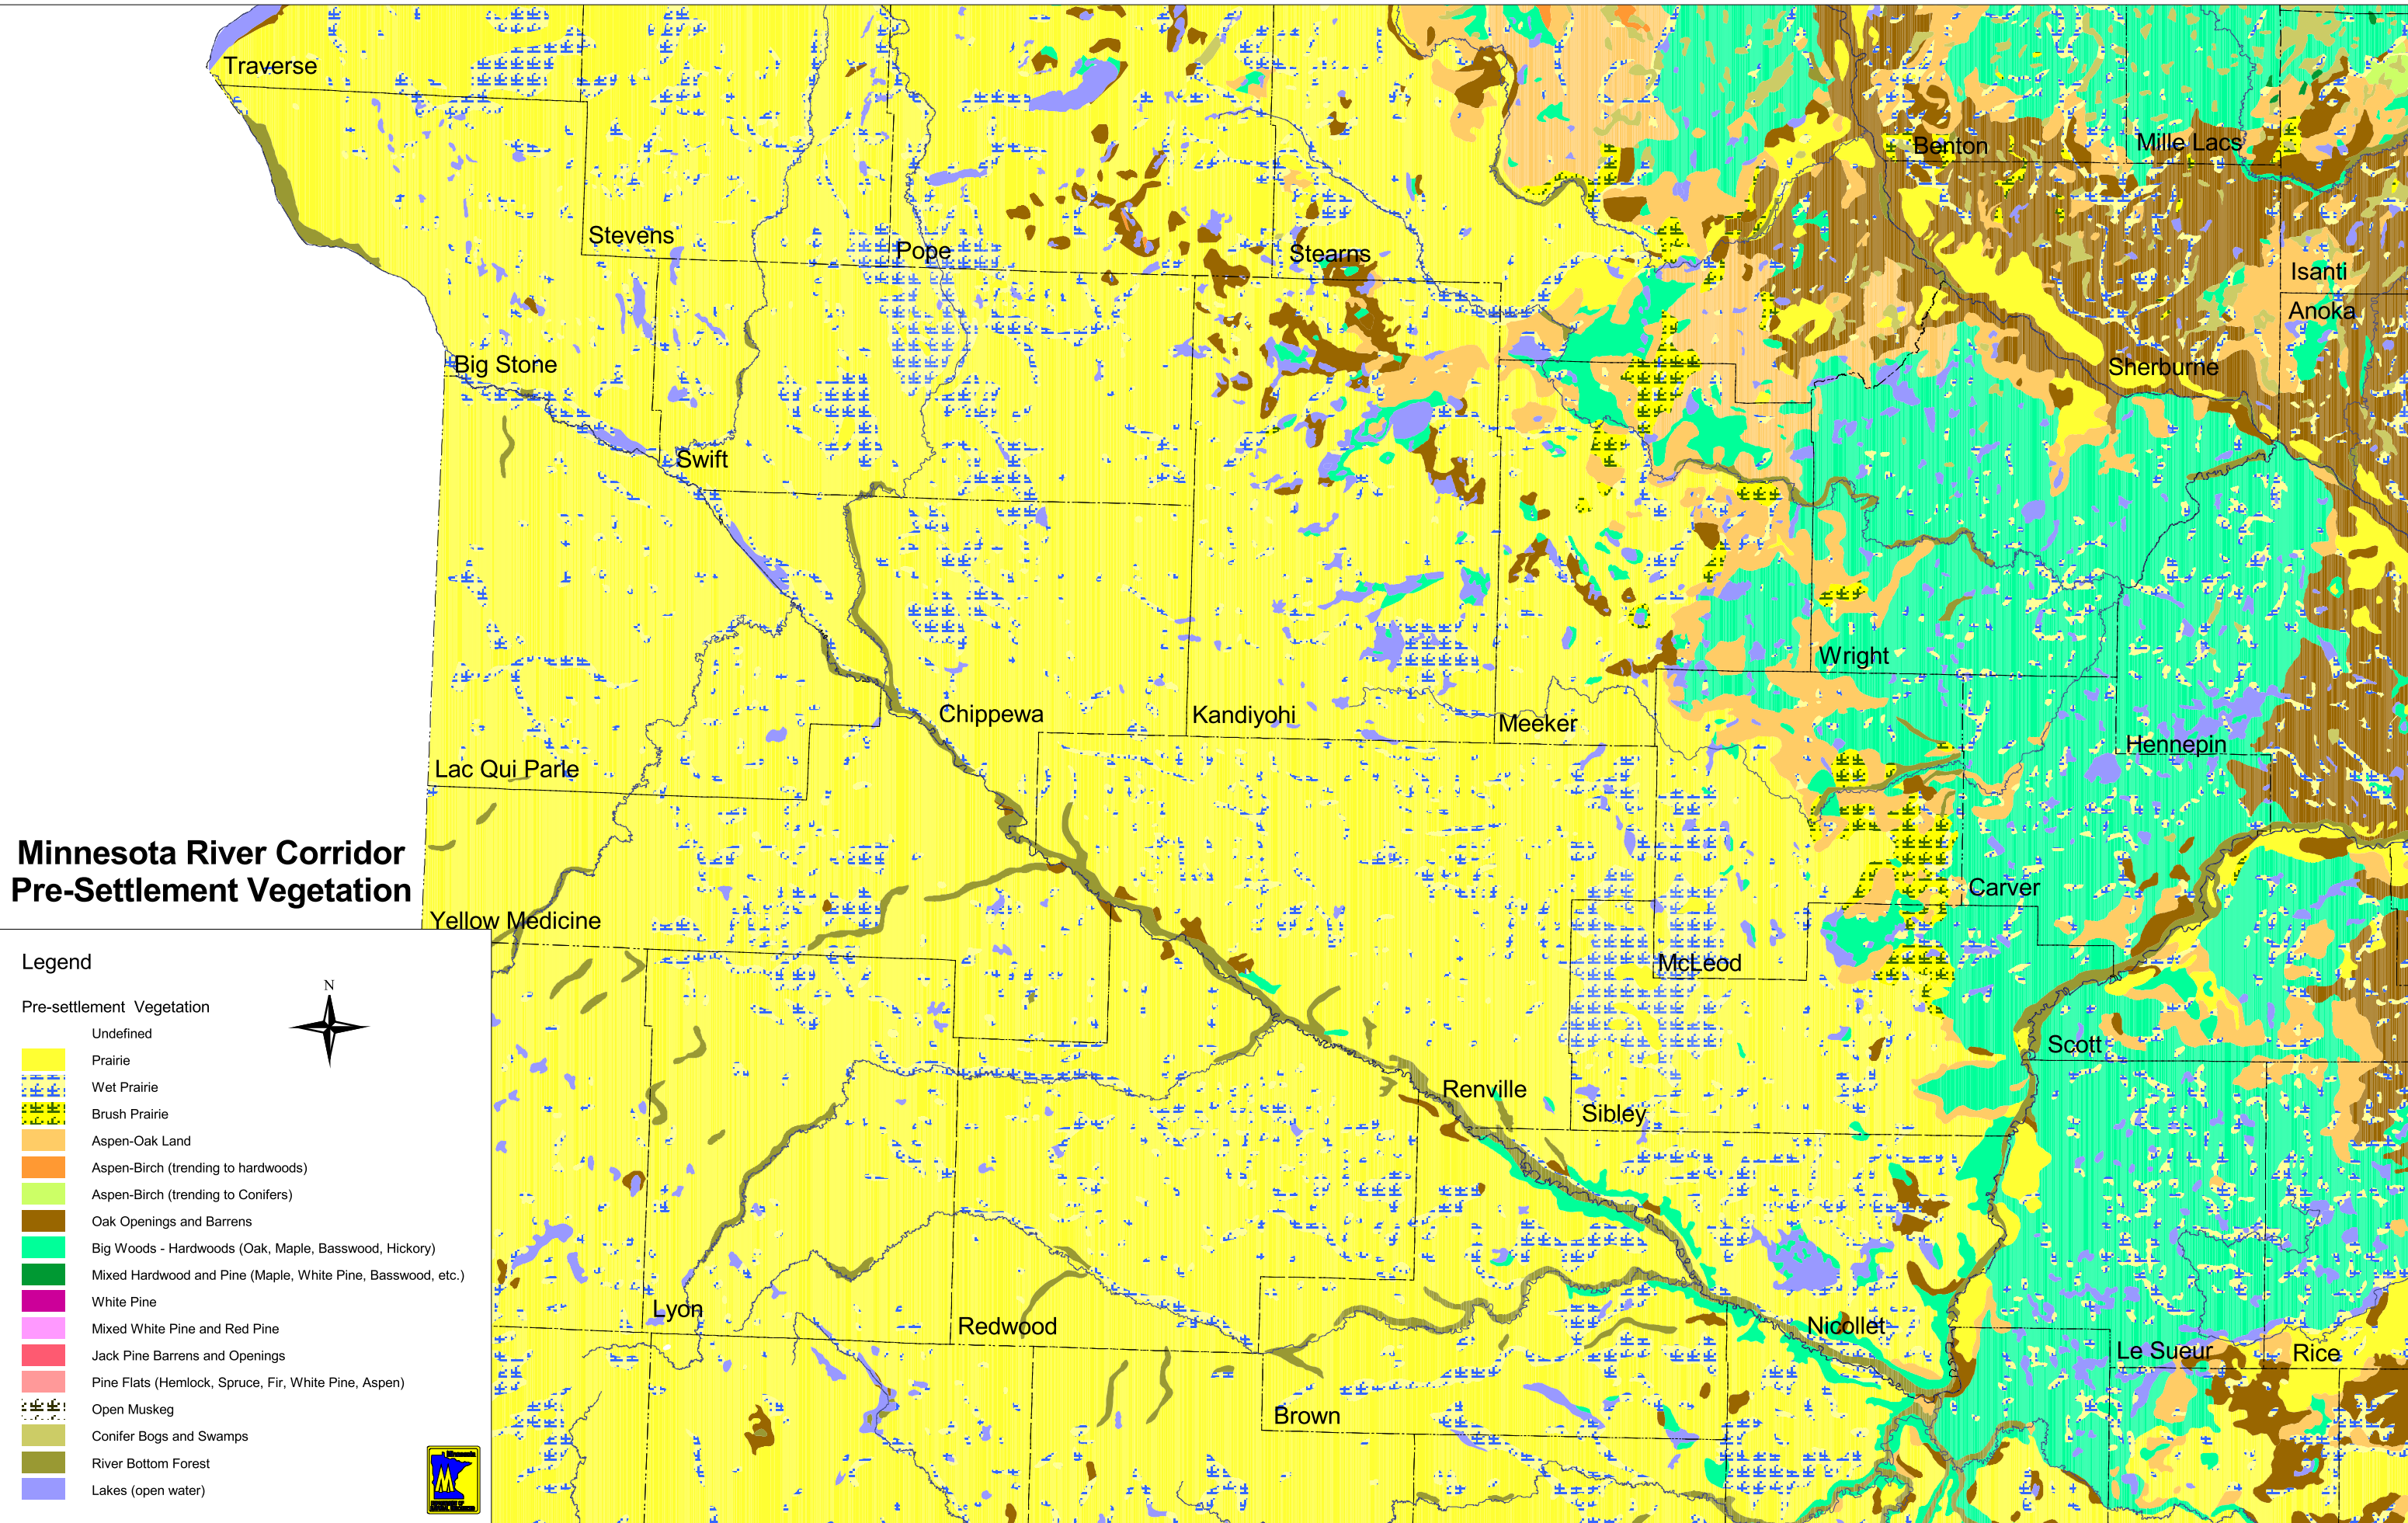 Traverse
Benton
Mille Lacs
Stevens
Pope
Stearns
Isanti
Anoka
Big Stone
Sherburne
Swift
Wright
Chippewa
Kandiyohi
Meeker
Hennepin
Lac Qui Parle
Minnesota River Corridor
Pre-Settlement Vegetation
Carver
Yellow Medicine
McLeod
Scott
Renville
Sibley
Lyon
Redwood
Nicollet
Le Sueur
Rice
Brown
Legend
N
Pre-settlement Vegetation
Undefined
Prairie
Wet Prairie
Brush Prairie
Aspen-Oak Land
Aspen-Birch (trending to hardwoods)
Aspen-Birch (trending to Conifers)
Oak Openings and Barrens
Big Woods - Hardwoods (Oak, Maple, Basswood, Hickory)
Mixed Hardwood and Pine (Maple, White Pine, Basswood, etc.)
White Pine
Mixed White Pine and Red Pine
Jack Pine Barrens and Openings
Pine Flats (Hemlock, Spruce, Fir, White Pine, Aspen)
Open Muskeg
Conifer Bogs and Swamps
River Bottom Forest
Lakes (open water)
Minnesota